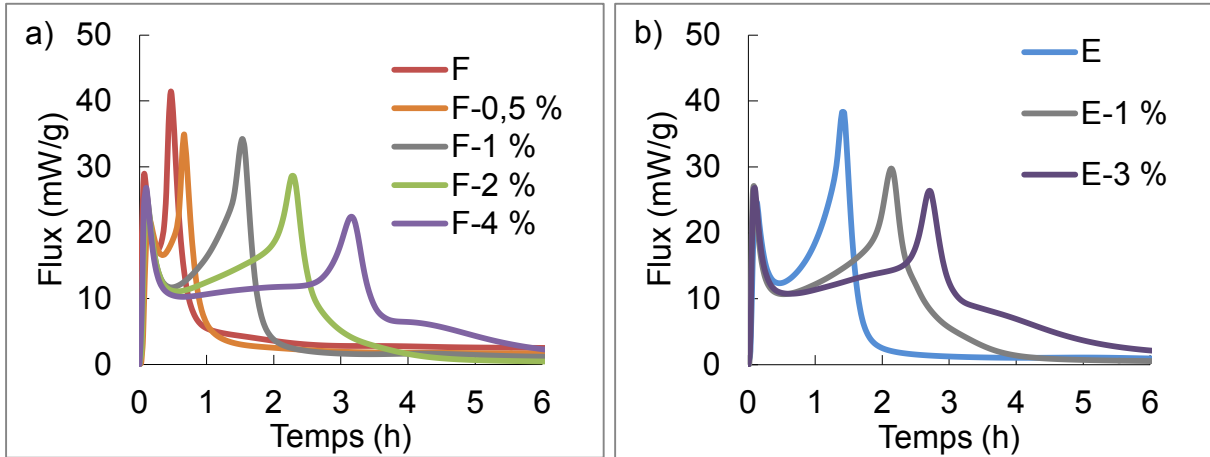 a)
Flux (mW/g)
50
40
30
20
10
0
0 1 2 3 4 5 6
Temps (h)
F
F-0,5 %
F-1 %
F-2 %
F-4 %
b)
Flux (mW/g)
50
40
30
20
10
0
0 1 2 3 4 5 6
Temps (h)
E
E-1 %
E-3 %